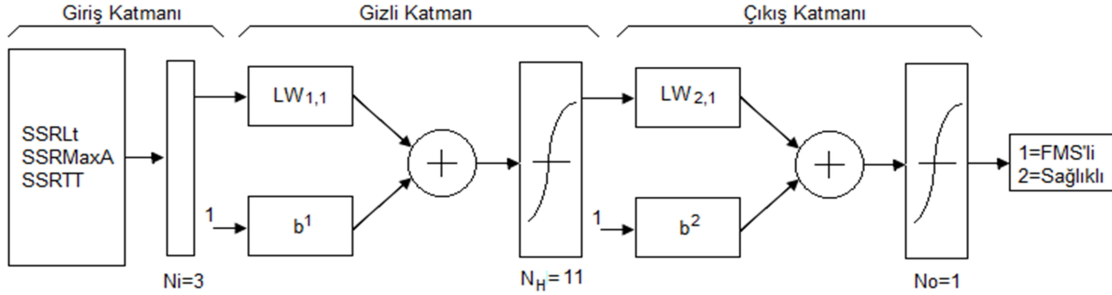 Giriş Katmanı
Gizli Katman
Çıkış Katmanı
SSRLt
SSRMaxA
SSRTT
LW1,1
1
b1
LW2,1
1
b2
1=FMS'li
2=Sağlıklı
Ni=3
NH=11
No=1